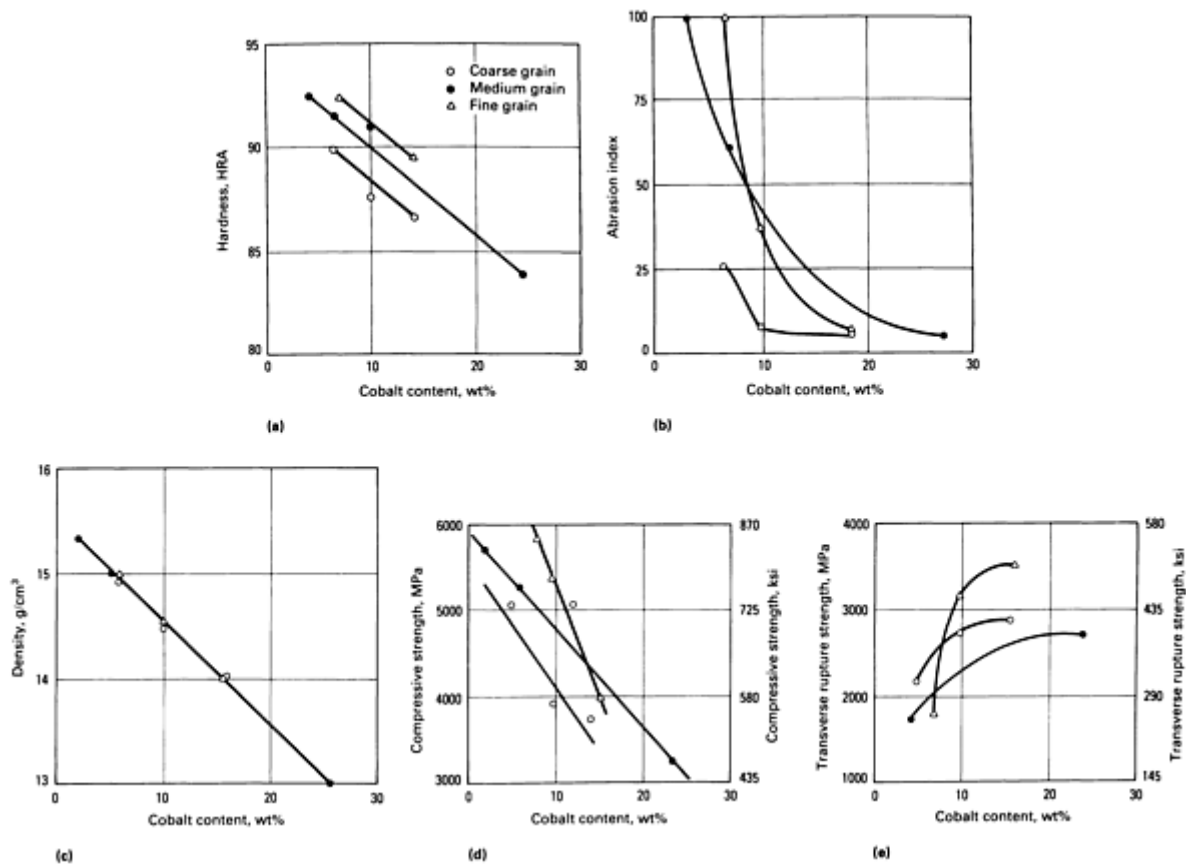 95
90
85
80
Hardness, HRA
Coarse grain
Medium grain
Fine grain
0 10 20 30
Cobalt content, wt%
(a)
100
75
50
25
0
Abrasion index
0 10 20 30
Cobalt content, wt%
(b)
16
15
14
13
Density, g/cm³
0 10 20 30
Cobalt content, wt%
(c)
6000
5000
4000
3000
Compressive strength, MPa
870
725
580
435
Compressive strength, ksi
0 10 20 30
Cobalt content, wt%
(d)
4000
3000
2000
1000
Transverse rupture strength, MPa
580
435
290
145
Transverse rupture strength, ksi
0 10 20 30
Cobalt content, wt%
(e)